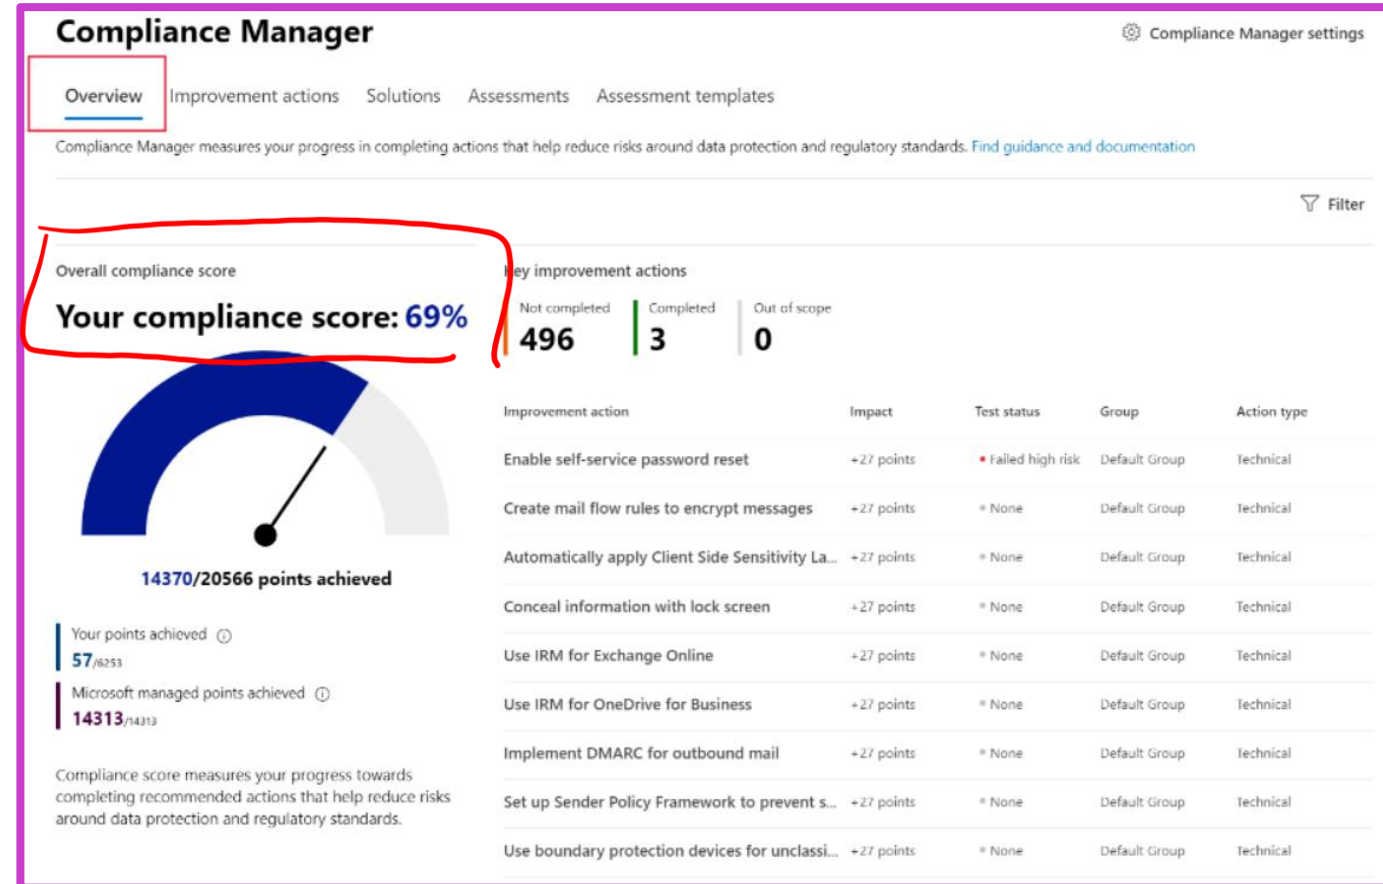 Compliance Manager
Compliance Manager settings
Overview Improvement actions Solutions Assessments Assessment templates
Compliance Manager measures your progress in completing actions that help reduce risks around data protection and regulatory standards. Find guidance and documentation
Filter
Overall compliance score
Your compliance score: 69%
14370/20566 points achieved
Your points achieved
57/6253
Microsoft managed points achieved
14313/14313
Compliance score measures your progress towards
completing recommended actions that help reduce risks
around data protection and regulatory standards.
Key improvement actions
Not completed Completed Out of scope
496 3 0
Improvement action Impact Test status Group Action type
Enable self-service password reset +27 points Failed high risk Default Group Technical
Create mail flow rules to encrypt messages +27 points None Default Group Technical
Automatically apply Client Side Sensitivity La... +27 points None Default Group Technical
Conceal information with lock screen +27 points None Default Group Technical
Use IRM for Exchange Online +27 points None Default Group Technical
Use IRM for OneDrive for Business +27 points None Default Group Technical
Implement DMARC for outbound mail +27 points None Default Group Technical
Set up Sender Policy Framework to prevent s... +27 points None Default Group Technical
Use boundary protection devices for unclassi... +27 points None Default Group Technical